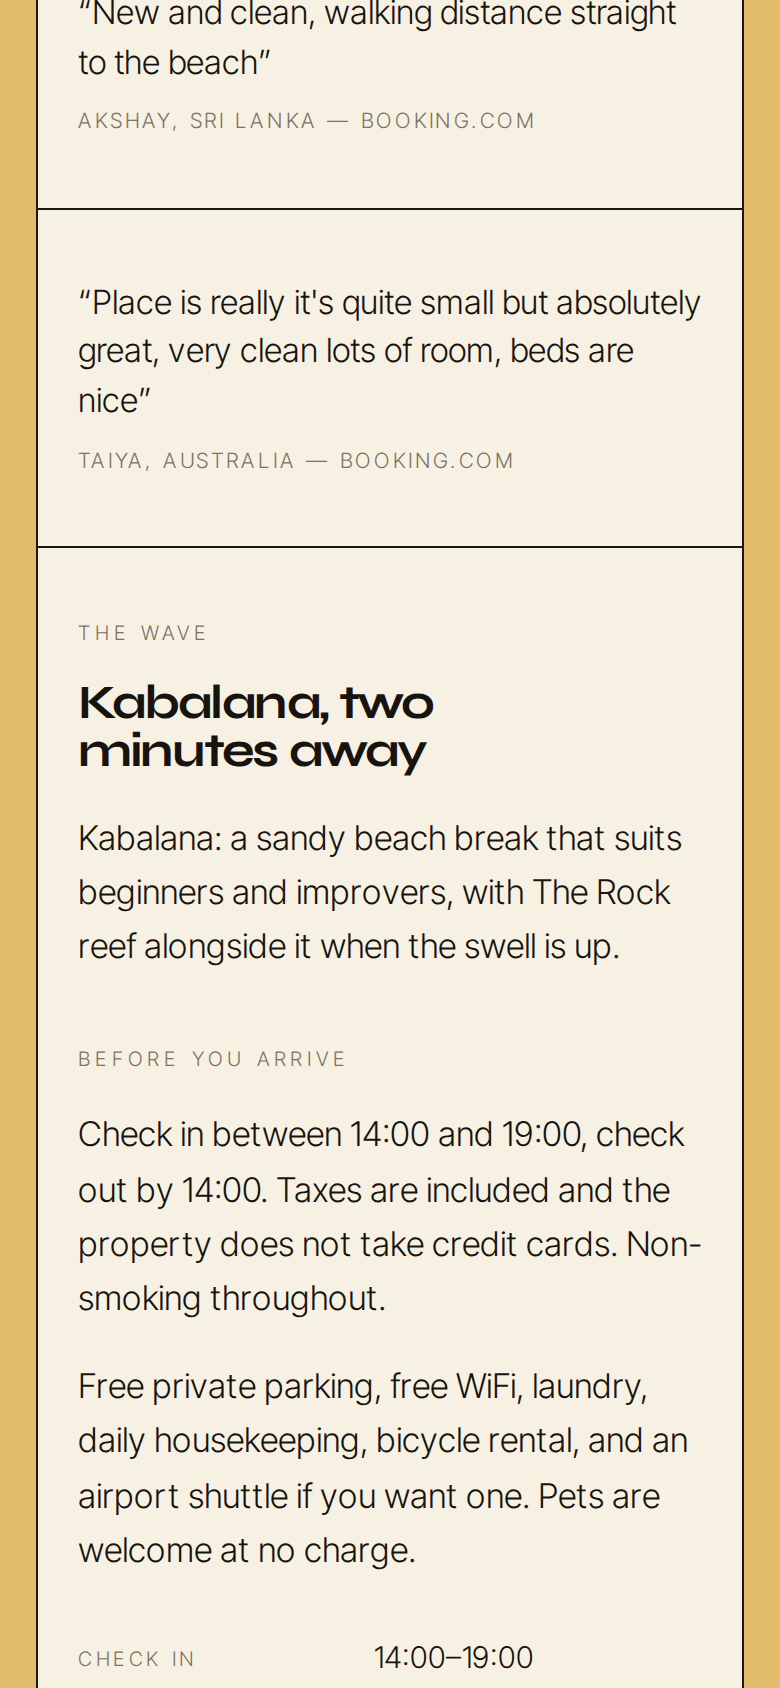 “New and clean, walking distance straight
to the beach”
AKSHAY, SRI LANKA — BOOKING.COM
“Place is really it's quite small but absolutely
great, very clean lots of room, beds are
nice”
TAIYA, AUSTRALIA — BOOKING.COM
THE WAVE
Kabalana, two
minutes away
Kabalana: a sandy beach break that suits
beginners and improvers, with The Rock
reef alongside it when the swell is up.
BEFORE YOU ARRIVE
Check in between 14:00 and 19:00, check
out by 14:00. Taxes are included and the
property does not take credit cards. Non-
smoking throughout.
Free private parking, free WiFi, laundry,
daily housekeeping, bicycle rental, and an
airport shuttle if you want one. Pets are
welcome at no charge.
CHECK IN 14:00–19:00